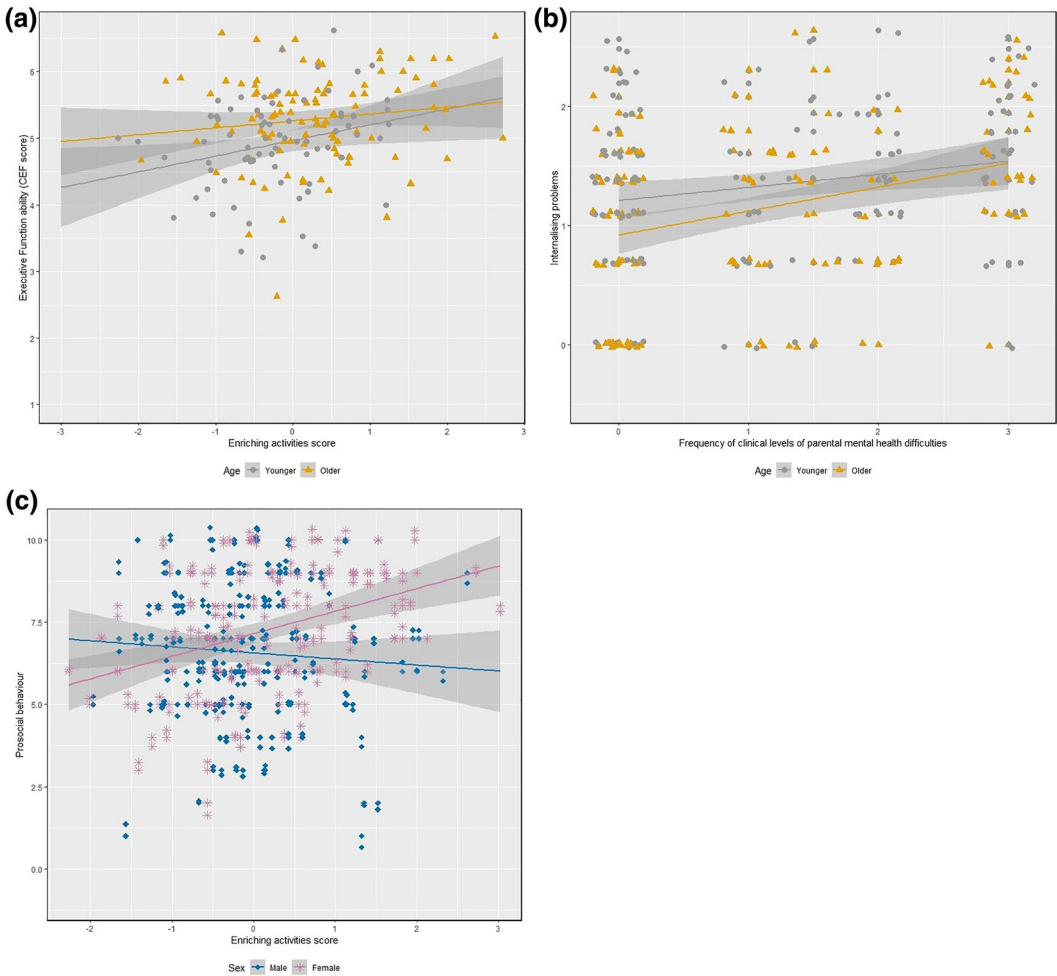 (a)
Executive Function ability (CEF score)
6
5
4
3
2
1
-3 -2 -1 0 1 2 3
Enriching activities score
Age Younger Older
(b)
Internalising problems
2
1
0
0 1 2 3
Frequency of clinical levels of parental mental health difficulties
Age Younger Older
(c)
Prosocial behaviour
10.0
7.5
5.0
2.5
0.0
-2 -1 0 1 2 3
Enriching activities score
Sex Male Female